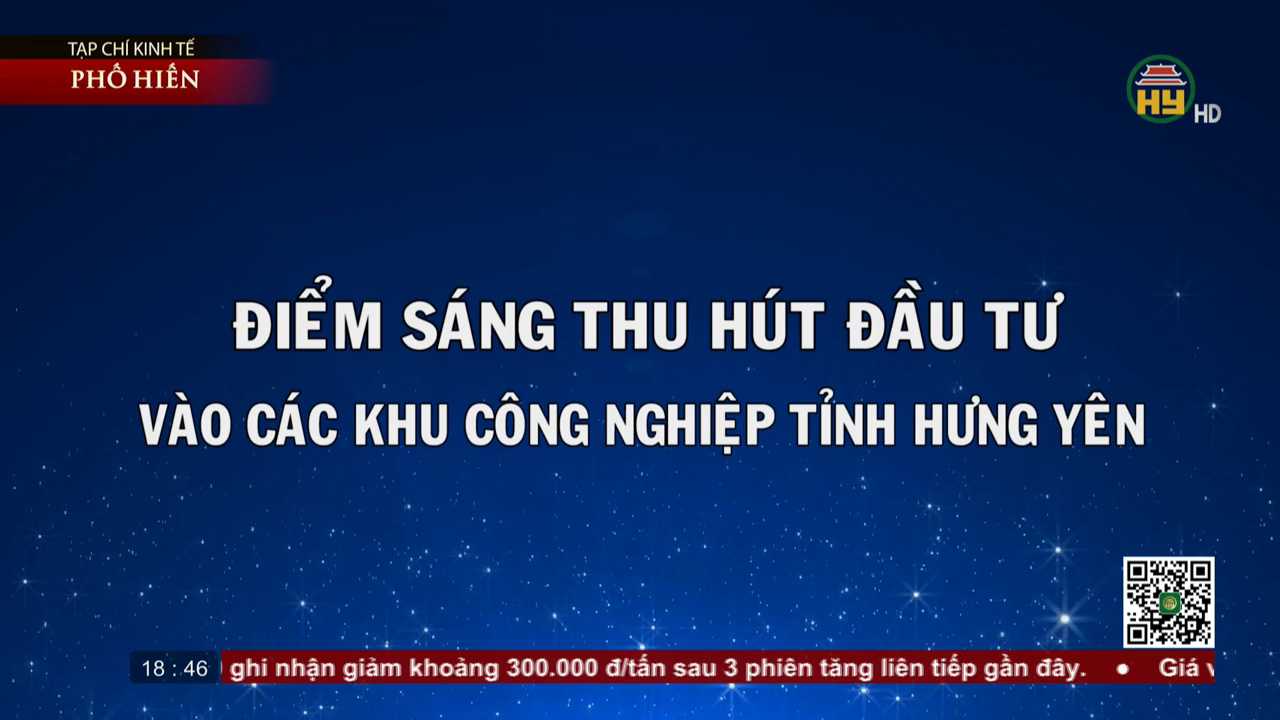 TẠP CHÍ KINH TẾ
PHỐ HIẾN
HY
HD
ĐIỂM SÁNG THU HÚT ĐẦU TƯ
VÀO CÁC KHU CÔNG NGHIỆP TỈNH HƯNG YÊN
18 : 46 ghi nhận giảm khoảng 300.000 đ/tấn sau 3 phiên tăng liên tiếp gần đây. • Giá